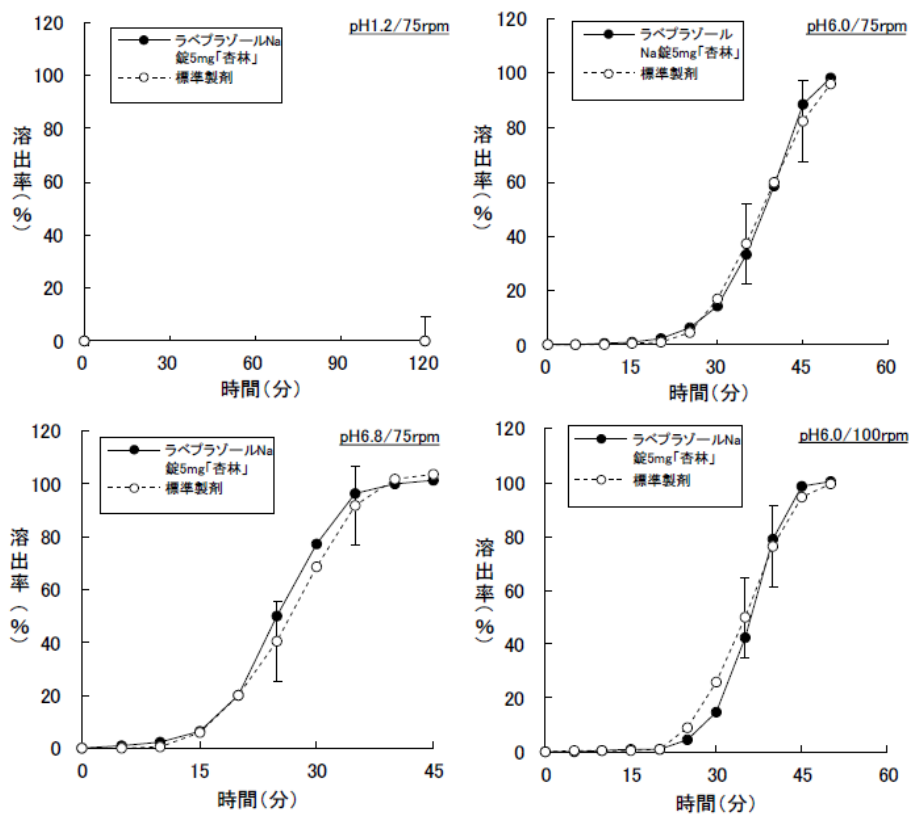 pH1.2/75rpm
ラベプラゾールNa
錠5mg「杏林」
標準製剤
120
100
80
60
40
20
0
溶出率(%)
0 30 60 90 120
時間(分)
pH6.0/75rpm
ラベプラゾール
Na錠5mg「杏林」
標準製剤
120
100
80
60
40
20
0
溶出率(%)
0 15 30 45 60
時間(分)
pH6.8/75rpm
ラベプラゾールNa
錠5mg「杏林」
標準製剤
120
100
80
60
40
20
0
溶出率(%)
0 15 30 45
時間(分)
pH6.0/100rpm
ラベプラゾールNa
錠5mg「杏林」
標準製剤
120
100
80
60
40
20
0
溶出率(%)
0 15 30 45 60
時間(分)